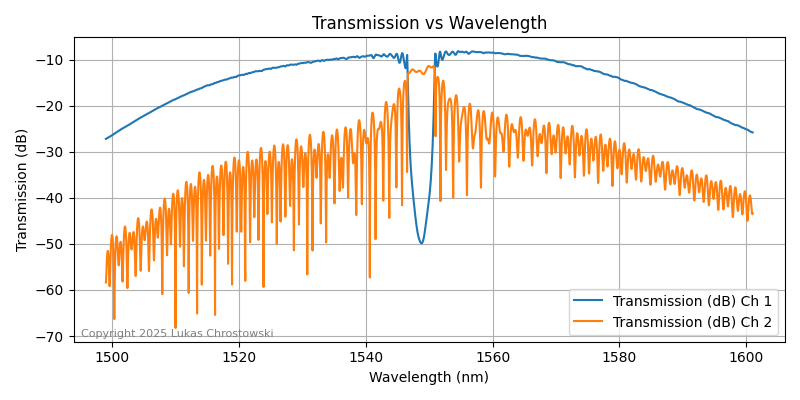 Transmission vs Wavelength
Transmission (dB)
−10
−20
−30
−40
−50
−60
−70
Transmission (dB) Ch 1
Transmission (dB) Ch 2
Copyright 2025 Lukas Chrostowski
1500
1520
1540
1560
1580
1600
Wavelength (nm)